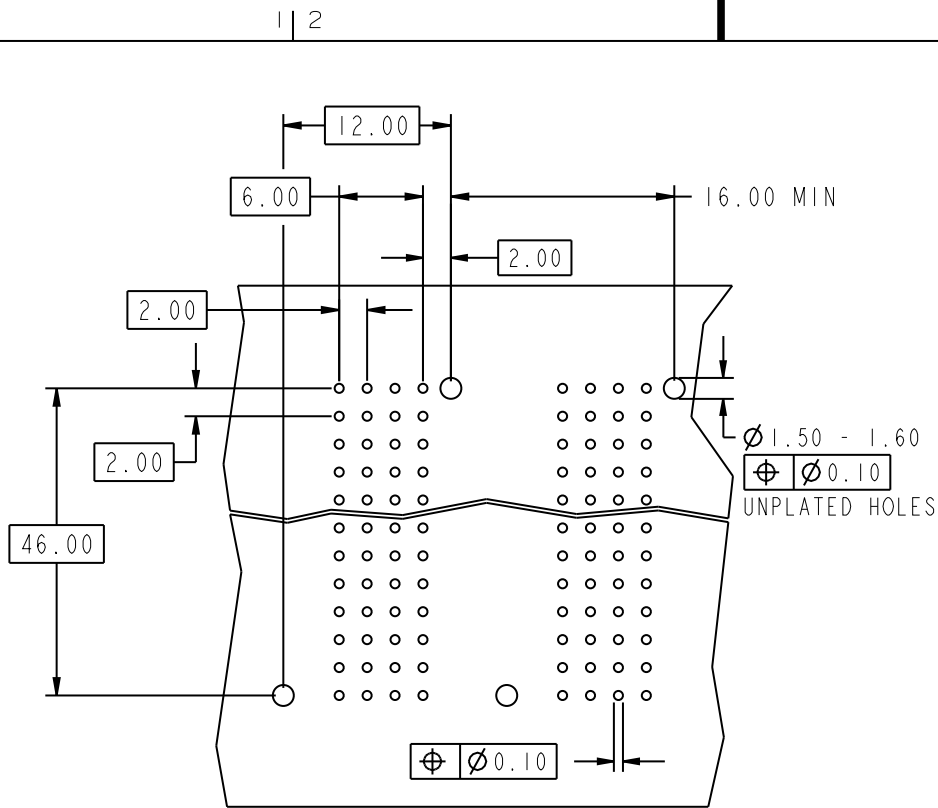 1 2
12.00
6.00
16.00 MIN
2.00
2.00
2.00
Ø1.50 - 1.60
⌖ Ø0.10
UNPLATED HOLES
46.00
⌖ Ø0.10